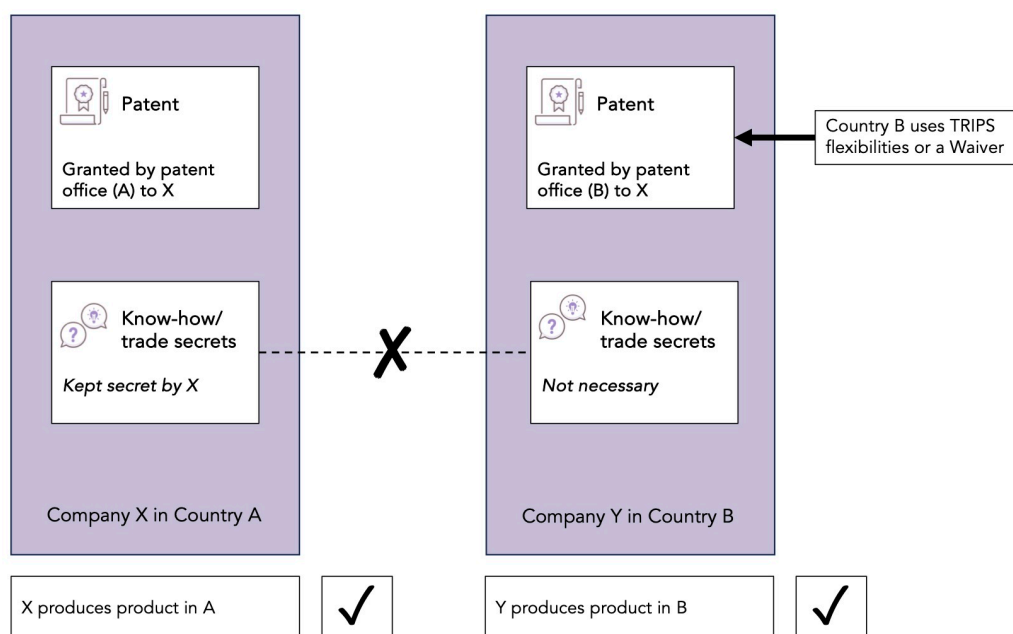 Patent
Granted by patent
office (A) to X
Know-how/
trade secrets
Kept secret by X
Company X in Country A
X produces product in A
Patent
Granted by patent
office (B) to X
Know-how/
trade secrets
Not necessary
Company Y in Country B
Y produces product in B
Country B uses TRIPS
flexibilities or a Waiver